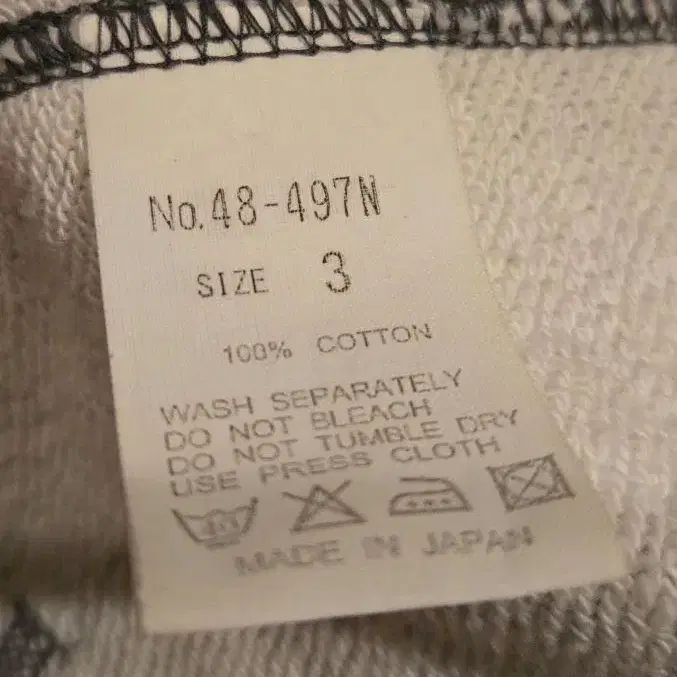 No.48-497N
SIZE 3
100% COTTON
WASH SEPARATELY
DO NOT BLEACH
DO NOT TUMBLE DRY
USE PRESS CLOTH
MADE IN JAPAN